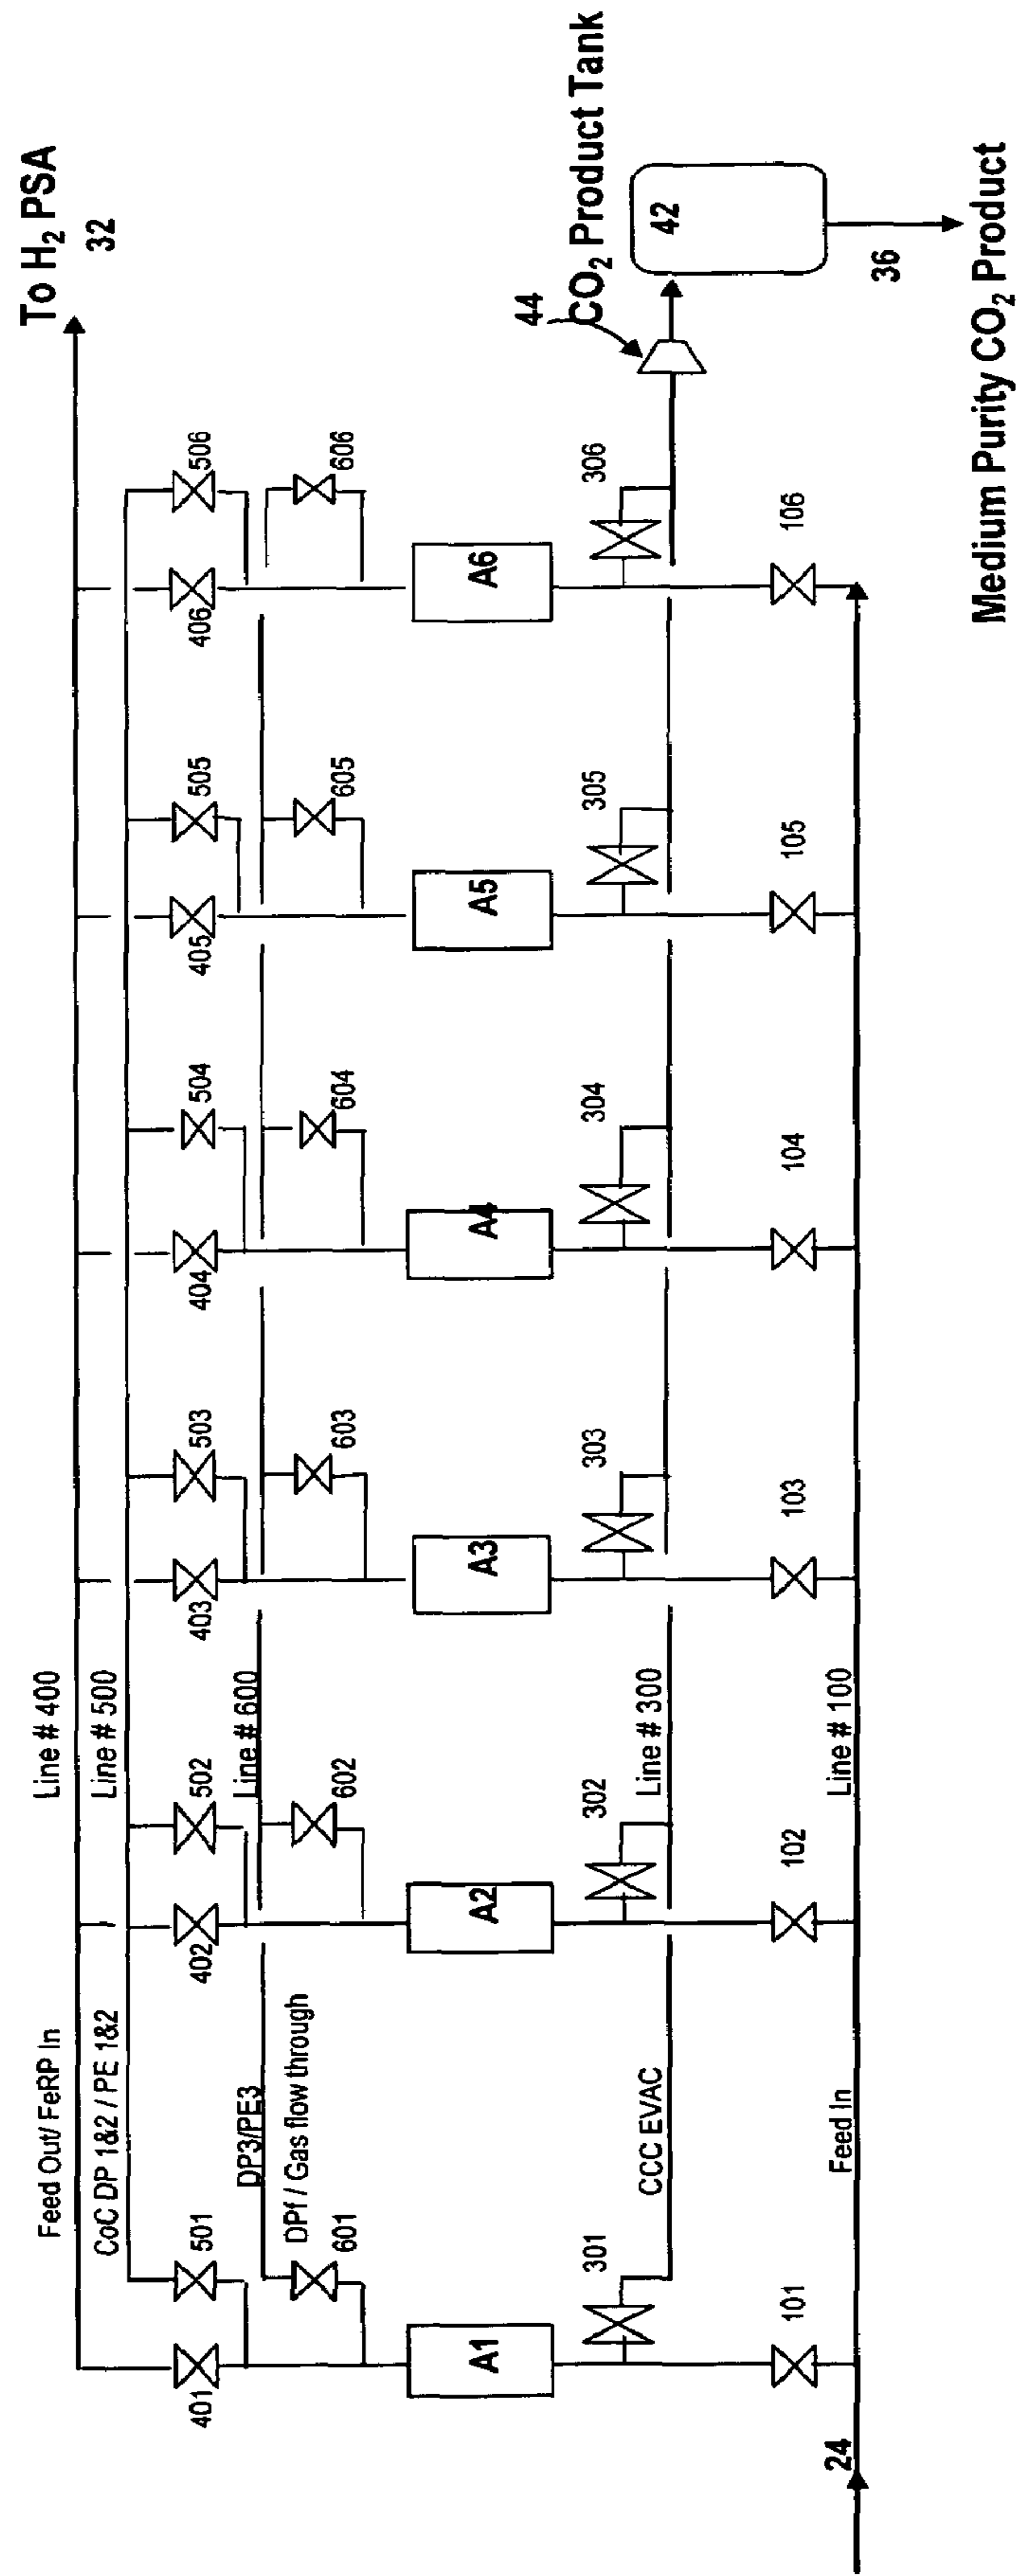 To H2 PSA
32
Line # 400
Feed Out/ FeRP In
Line # 500
CoC DP 1&2 / PE 1&2
401
501
402
502
403
503
404
504
405
505
406
506
Line # 600
DP3/PE3
DPf / Gas flow through
601
602
603
604
605
606
A1
A2
A3
A4
A5
A6
301
302
303
304
305
306
CCC EVAC
Line # 300
44
CO2 Product Tank
42
36
Medium Purity CO2 Product
101
102
103
104
105
106
24
Feed In
Line # 100